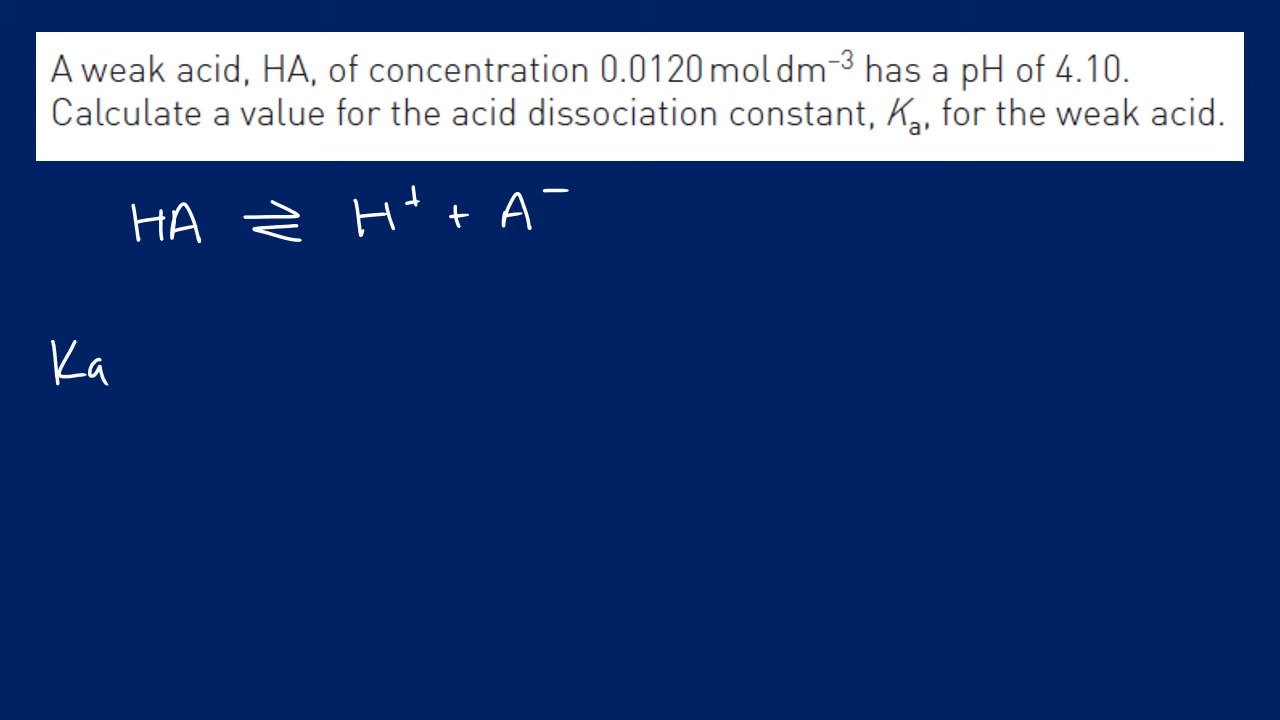 A weak acid, HA, of concentration 0.0120 mol dm⁻³ has a pH of 4.10.
Calculate a value for the acid dissociation constant, Kₐ, for the weak acid.
HA ⇌ H⁺ + A⁻
Ka